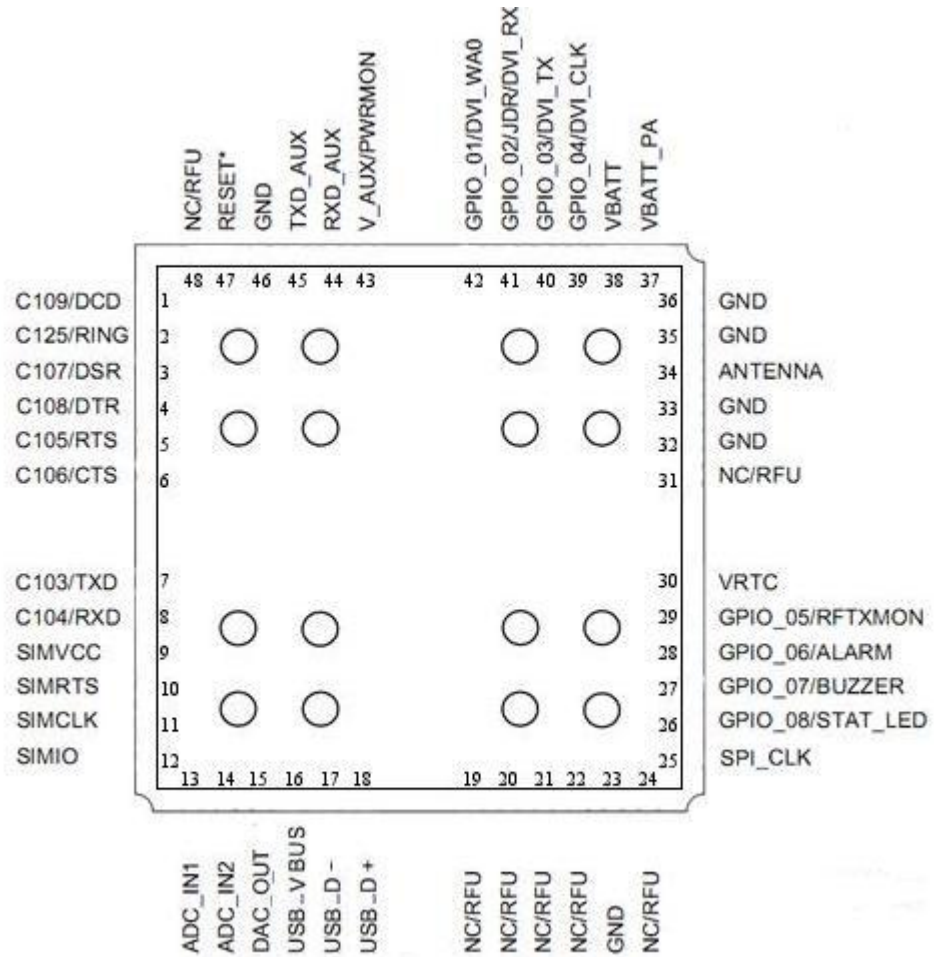 NC/RFU
RESET*
GND
TXD_AUX
RXD_AUX
V_AUX/PWRMON
GPIO_01/DVI_WA0
GPIO_02/JDR/DVI_RX
GPIO_03/DVI_TX
GPIO_04/DVI_CLK
VBATT
VBATT_PA
48 47 46 45 44 43 42 41 40 39 38 37
C109/DCD 1 36 GND
C125/RING 2 35 GND
C107/DSR 3 34 ANTENNA
C108/DTR 4 33 GND
C105/RTS 5 32 GND
C106/CTS 6 31 NC/RFU
C103/TXD 7 30 VRTC
C104/RXD 8 29 GPIO_05/RFTXMON
SIMVCC 9 28 GPIO_06/ALARM
SIMRTS 10 27 GPIO_07/BUZZER
SIMCLK 11 26 GPIO_08/STAT_LED
SIMIO 12 25 SPI_CLK
13 14 15 16 17 18 19 20 21 22 23 24
ADC_IN1
ADC_IN2
DAC_OUT
USB_VBUS
USB_D-
USB_D+
NC/RFU
NC/RFU
NC/RFU
NC/RFU
GND
NC/RFU